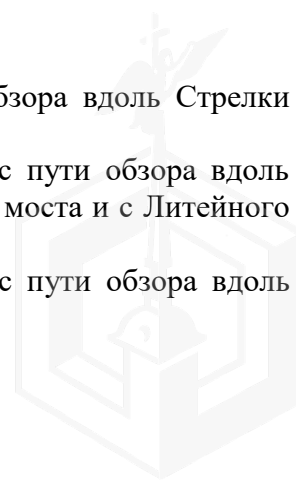 бзора вдоль Стрелки
с пути обзора вдоль
моста и с Литейного
с пути обзора вдоль